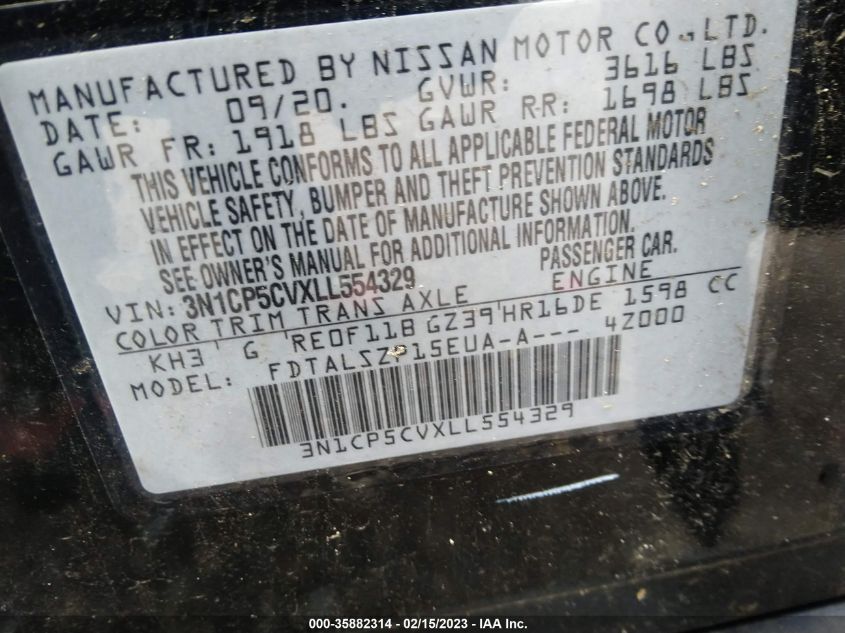 MANUFACTURED BY NISSAN MOTOR CO.,LTD.
DATE: 09/20. GVWR: 3616 LBS
GAWR FR: 1918 LBS GAWR R-R: 1698 LBS
THIS VEHICLE CONFORMS TO ALL APPLICABLE FEDERAL MOTOR
VEHICLE SAFETY, BUMPER AND THEFT PREVENTION STANDARDS
IN EFFECT ON THE DATE OF MANUFACTURE SHOWN ABOVE.
SEE OWNER'S MANUAL FOR ADDITIONAL INFORMATION.
VIN: 3N1CP5CVXLL554329 PASSENGER CAR.
COLOR TRIM TRANS AXLE ENGINE
KH3 G RE0F11B GZ39 HR16DE 1598 CC
MODEL: FDTALSZP15EUA-A--- 4Z000
3N1CP5CVXLL554329
000-35882314 - 02/15/2023 - IAA Inc.